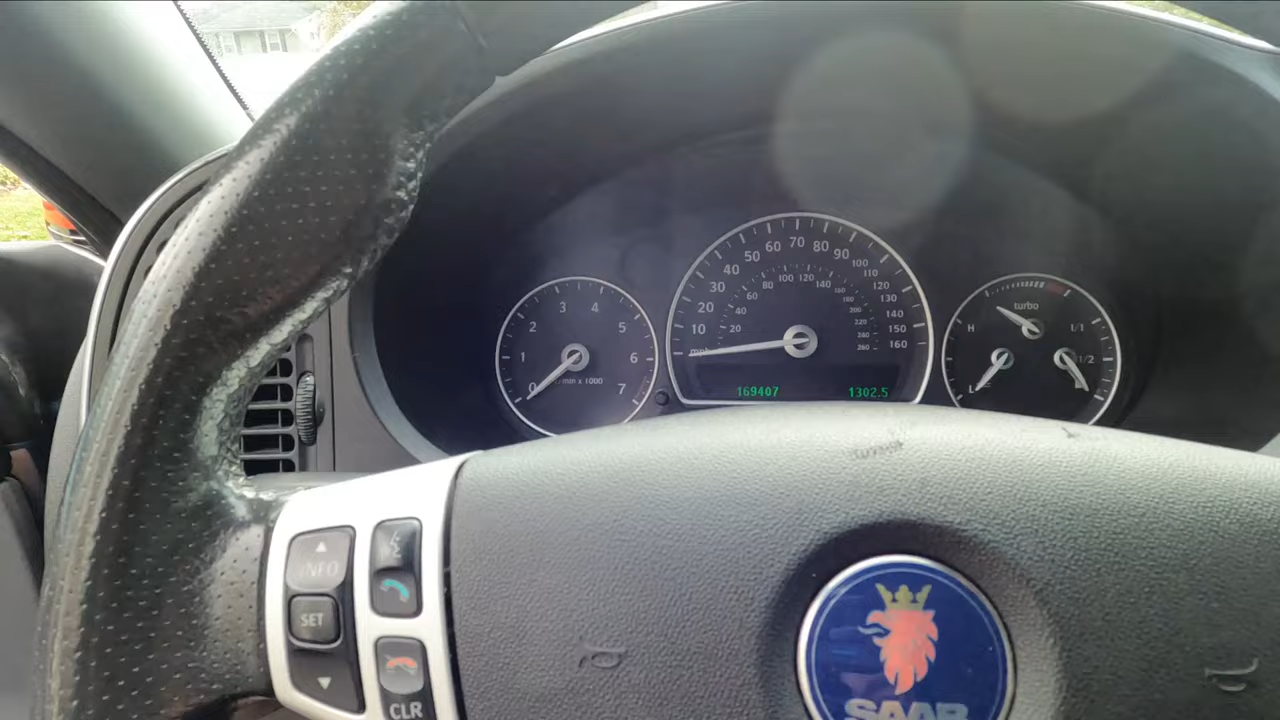 0 1 2 3 4 5 6 7
/min x 1000
mph 10 20 30 40 50 60 70 80 90 100 110 120 130 140 150 160
20 40 60 80 100 120 140 160 180 200 220 240 260
169407 1302.5
turbo
H 1/1
L 1/2
INFO
SET
CLR
SAAB